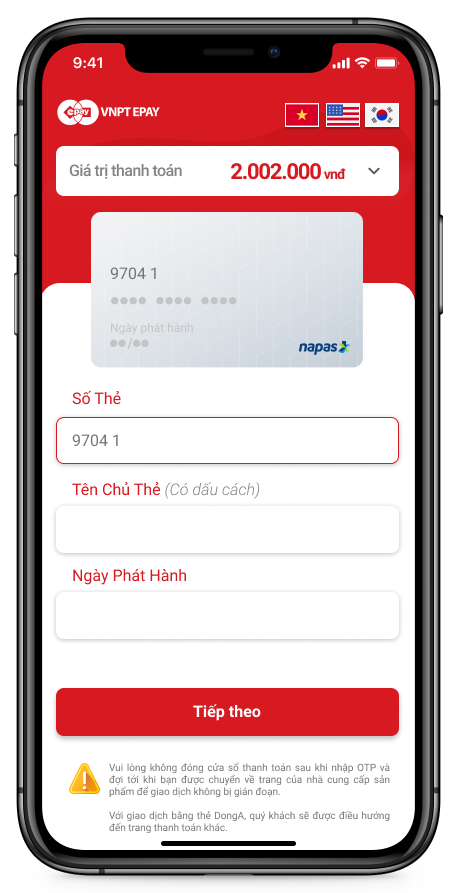 9:41
epay VNPT EPAY
Giá trị thanh toán 2.002.000 vnđ
9704 1
Ngày phát hành
napas
Số Thẻ
9704 1
Tên Chủ Thẻ (Có dấu cách)
Ngày Phát Hành
Tiếp theo
Vui lòng không đóng cửa sổ thanh toán sau khi nhập OTP và
đợi tới khi bạn được chuyển về trang của nhà cung cấp sản
phẩm để giao dịch không bị gián đoạn.
Với giao dịch bằng thẻ DongA, quý khách sẽ được điều hướng
đến trang thanh toán khác.